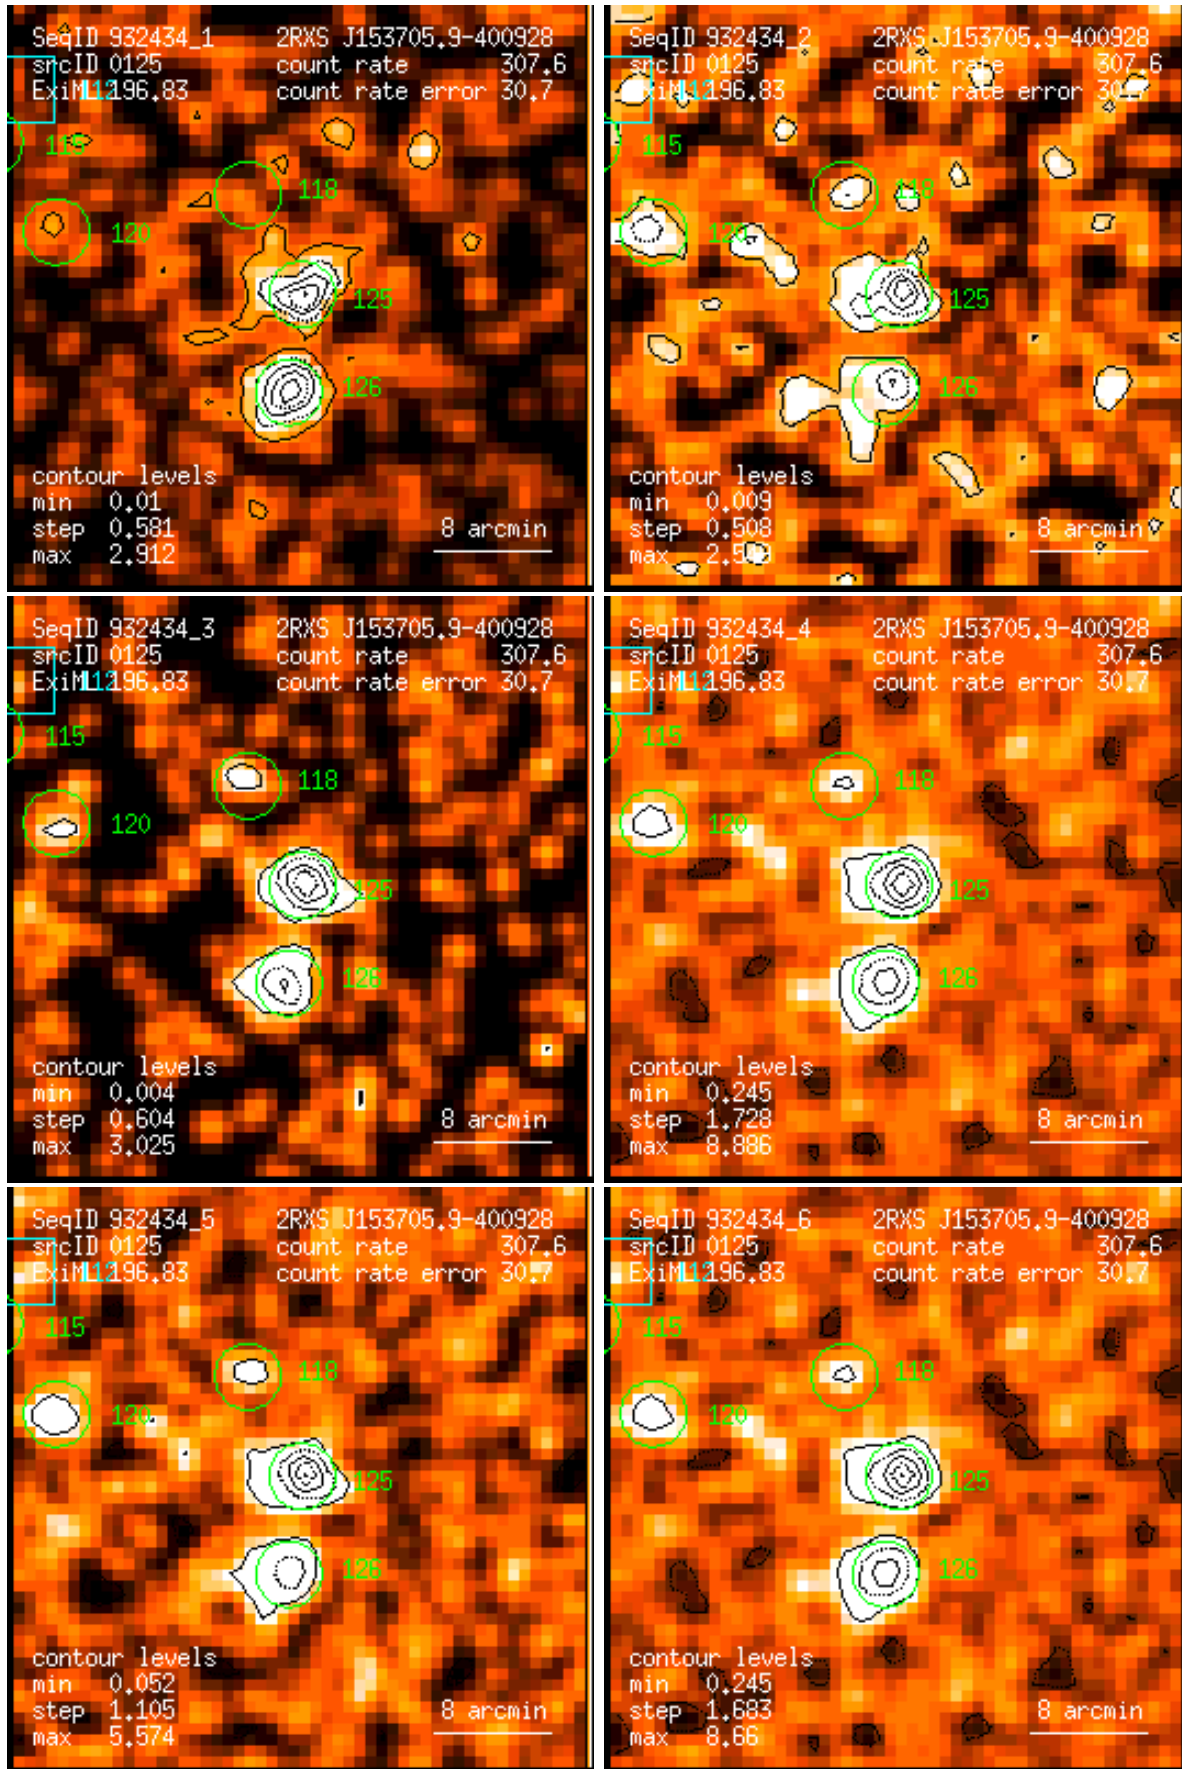 SeqID 932434_1 2RXS J153705.9-400928
srcID 0125 count rate 307.6
ExiML 196.83 count rate error 30.7
115
118
120
125
126
contour levels
min 0.01
step 0.581 8 arcmin
max 2.912
SeqID 932434_2 2RXS J153705.9-400928
srcID 0125 count rate 307.6
ExiML 196.83 count rate error
115
118
120
125
126
contour levels
min 0.009
step 0.508 8 arcmin
max
SeqID 932434_3 2RXS J153705.9-400928
srcID 0125 count rate 307.6
ExiML 196.83 count rate error 30.7
115
118
120
125
126
contour levels
min 0.004
step 0.604 8 arcmin
max 3.025
SeqID 932434_4 2RXS J153705.9-400928
srcID 0125 count rate 307.6
ExiML 196.83 count rate error 30.7
115
118
120
125
126
contour levels
min 0.245
step 1.728 8 arcmin
max 8.886
SeqID 932434_5 2RXS J153705.9-400928
srcID 0125 count rate 307.6
ExiML 196.83 count rate error 30.7
115
118
120
125
126
contour levels
min 0.052
step 1.105 8 arcmin
max 5.574
SeqID 932434_6 2RXS J153705.9-400928
srcID 0125 count rate 307.6
ExiML 196.83 count rate error 30.7
115
118
120
125
126
contour levels
min 0.245
step 1.683 8 arcmin
max 8.66